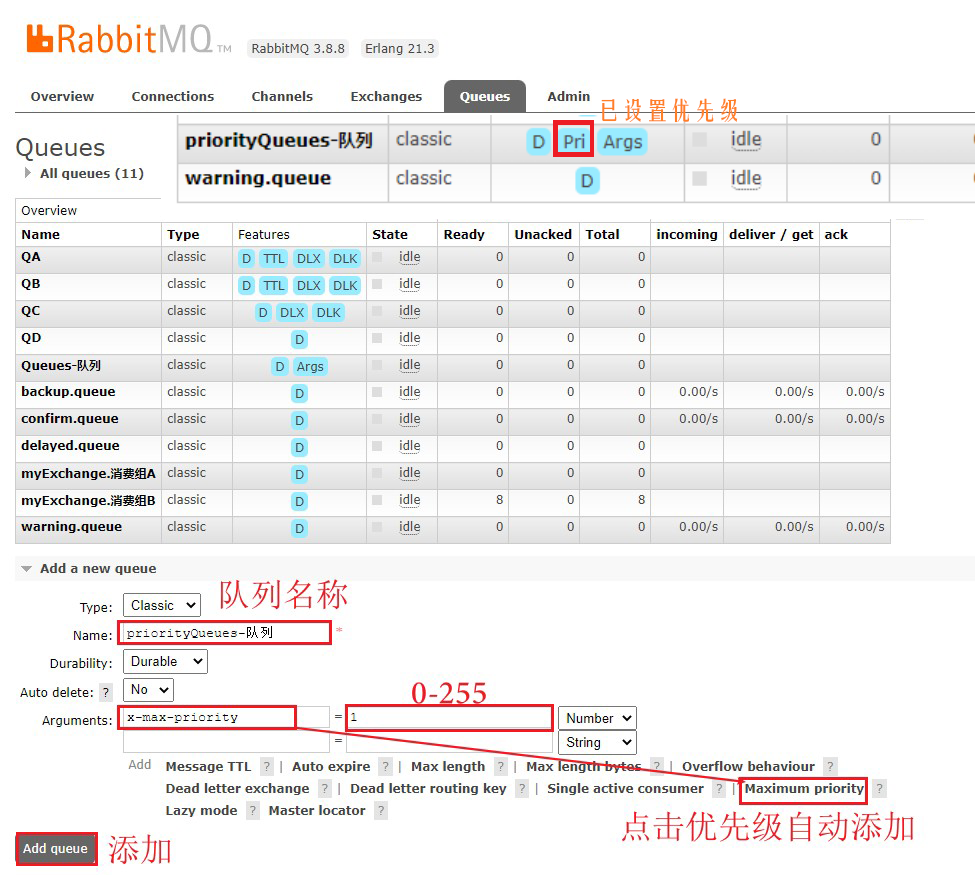 RabbitMQ TM RabbitMQ 3.8.8 Erlang 21.3
Overview Connections Channels Exchanges Queues Admin
已设置优先级
Queues
All queues (11)
priorityQueues-队列 classic D Pri Args idle 0
warning.queue classic D idle 0
Overview
Name Type Features State Ready Unacked Total incoming deliver / get ack
QA classic D TTL DLX DLK idle 0 0 0
QB classic D TTL DLX DLK idle 0 0 0
QC classic D DLX DLK idle 0 0 0
QD classic D idle 0 0 0
Queues-队列 classic D Args idle 0 0 0
backup.queue classic D idle 0 0 0 0.00/s 0.00/s 0.00/s
confirm.queue classic D idle 0 0 0 0.00/s 0.00/s 0.00/s
delayed.queue classic D idle 0 0 0
myExchange.消费组A classic D idle 0 0 0
myExchange.消费组B classic D idle 8 0 8
warning.queue classic D idle 0 0 0 0.00/s 0.00/s 0.00/s
Add a new queue
Type: Classic 队列名称
Name: priorityQueues-队列 *
Durability: Durable
Auto delete: ? No
0-255
Arguments: x-max-priority = 1 Number
= String
Add Message TTL ? | Auto expire ? | Max length ? | Max length bytes ? | Overflow behaviour ?
Dead letter exchange ? | Dead letter routing key ? | Single active consumer ? | Maximum priority ?
Lazy mode ? Master locator ?
点击优先级自动添加
Add queue 添加